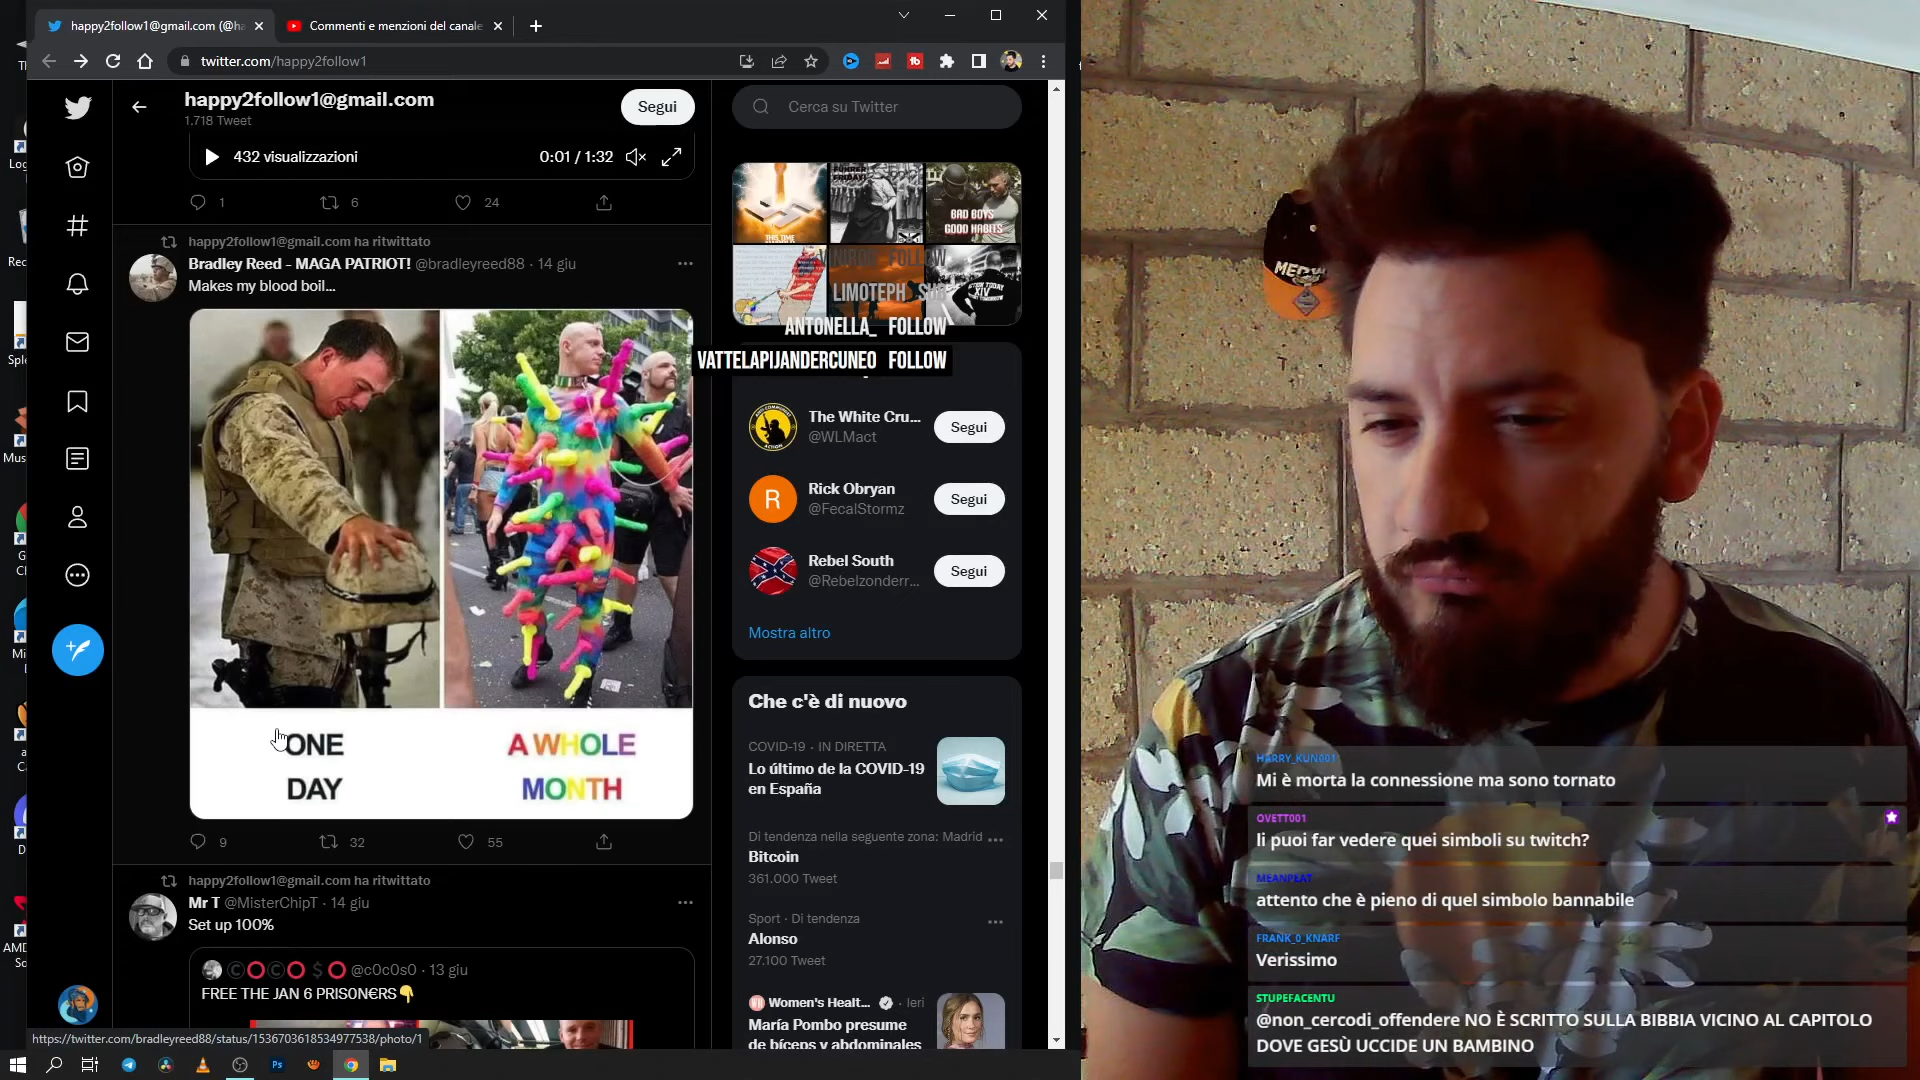 happy2follow1@gmail.com (@ha
Commenti e menzioni del canale
twitter.com/happy2follow1
happy2follow1@gmail.com
1.718 Tweet
Segui
Cerca su Twitter
432 visualizzazioni
0:01 / 1:32
1
6
24
happy2follow1@gmail.com ha ritwittato
Bradley Reed - MAGA PATRIOT! @bradleyreed88 · 14 giu
Makes my blood boil...
ONE
DAY
A WHOLE
MONTH
9
32
55
happy2follow1@gmail.com ha ritwittato
Mr T @MisterChipT · 14 giu
Set up 100%
@c0c0s0 · 13 giu
FREE THE JAN 6 PRIS0N€RS👇
https://twitter.com/bradleyreed88/status/1536703618534977538/photo/1
THIS TIME
BAD BOYS
GOOD HABITS
FOLLOW
LIMOTEPH SUB
ANTONELLA_ FOLLOW
VATTELAPIJANDERCUNEO FOLLOW
The White Cru...
@WLMact
Segui
R
Rick Obryan
@FecalStormz
Segui
Rebel South
@Rebelzonderr...
Segui
Mostra altro
Che c'è di nuovo
COVID-19 · IN DIRETTA
Lo último de la COVID-19
en España
Di tendenza nella seguente zona: Madrid
Bitcoin
361.000 Tweet
Sport · Di tendenza
Alonso
27.100 Tweet
Women's Healt... · Ieri
María Pombo presume
de bíceps y abdominales
MEOW
HARRY_KUN001
Mi è morta la connessione ma sono tornato
OVETT001
li puoi far vedere quei simboli su twitch?
MEANPEAT
attento che è pieno di quel simbolo bannabile
FRANK_0_KNARF
Verissimo
STUPEFACENTU
@non_cercodi_offendere NO È SCRITTO SULLA BIBBIA VICINO AL CAPITOLO
DOVE GESÙ UCCIDE UN BAMBINO